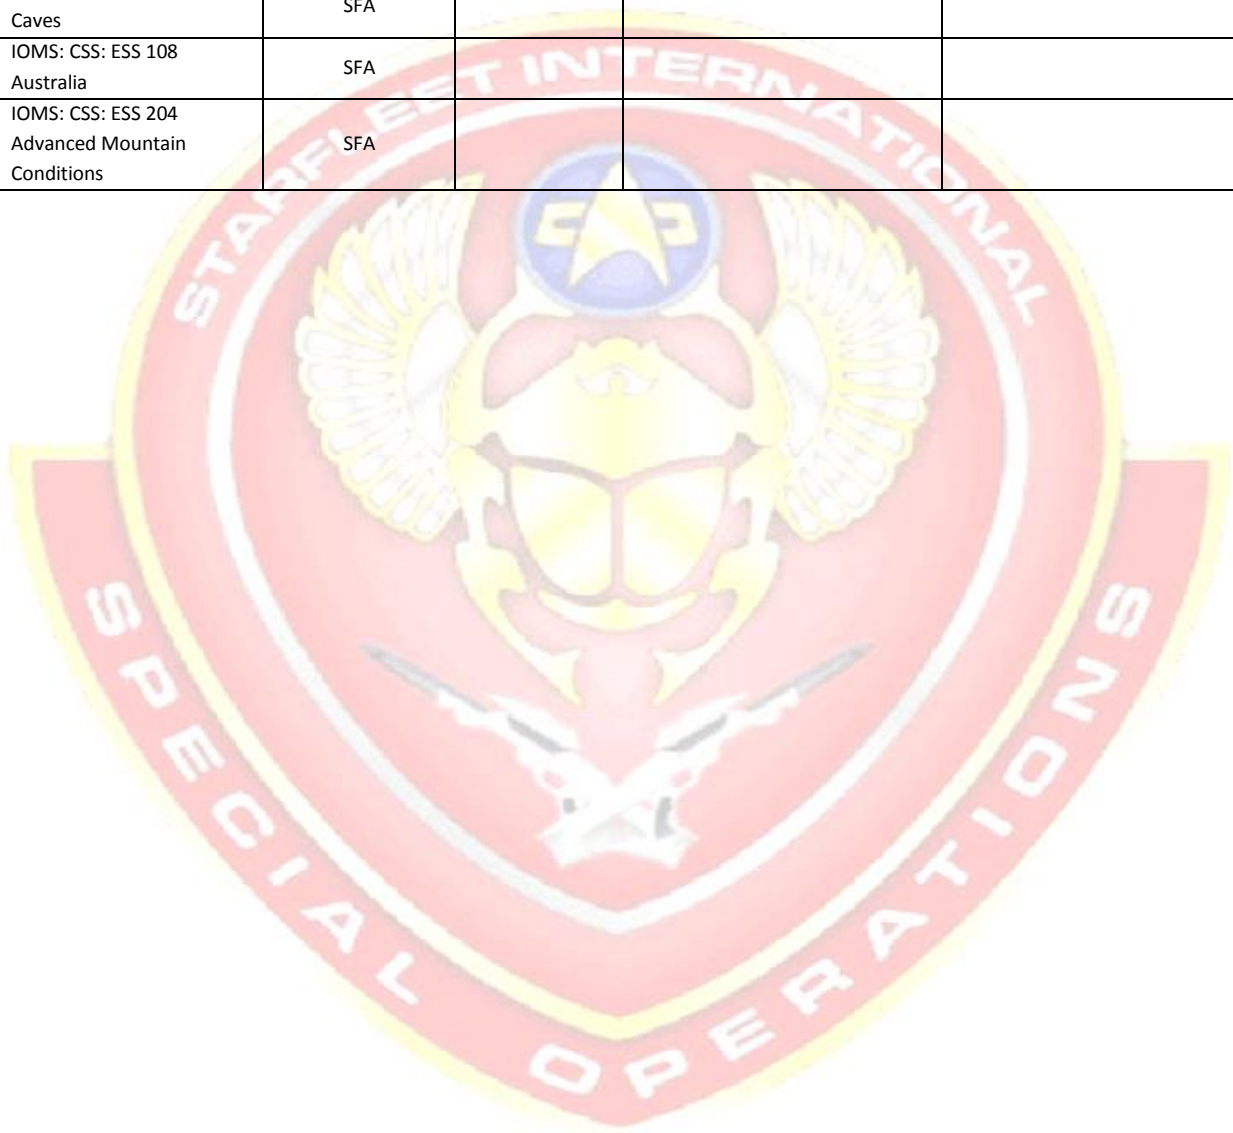 Caves
SFA
IOMS: CSS: ESS 108
Australia
SFA
IOMS: CSS: ESS 204
Advanced Mountain
Conditions
SFA
STARFLEET INTERNATIONAL
SPECIAL OPERATIONS